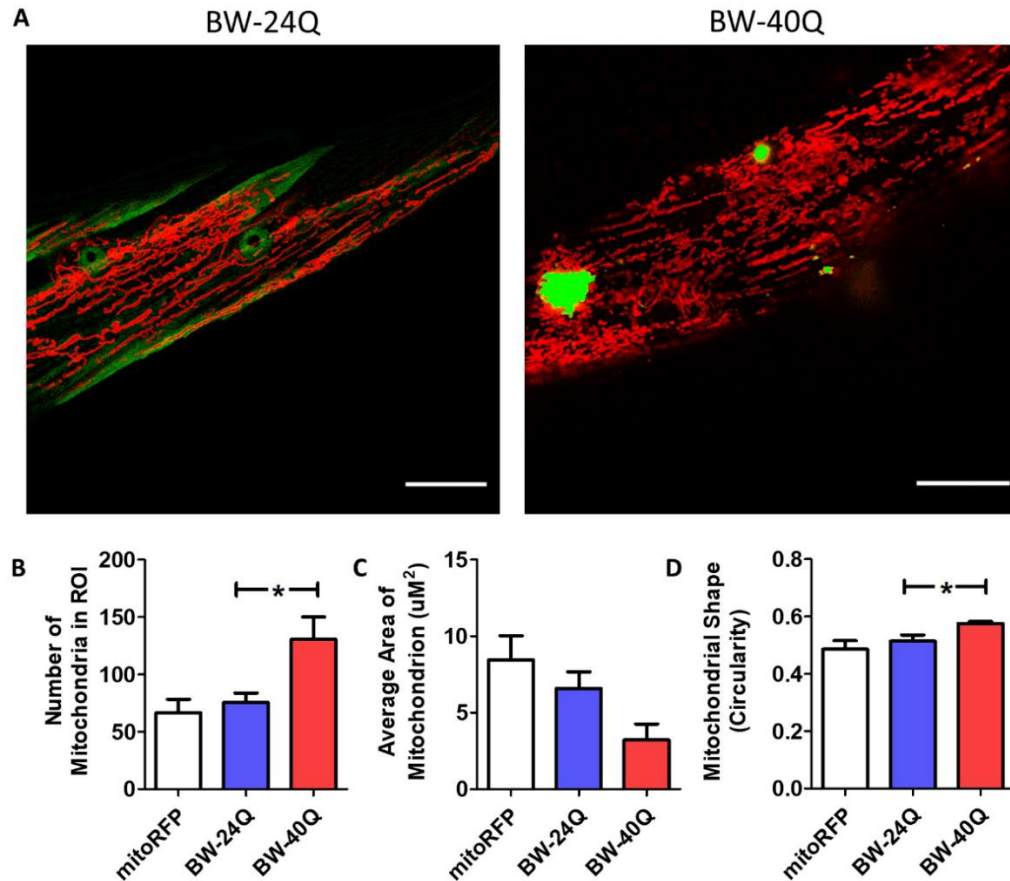 A
BW-24Q
BW-40Q
B
Number of
Mitochondria in ROI
200
150
100
50
0
*
mitoRFP
BW-24Q
BW-40Q
C
Average Area of
Mitochondrion (uM²)
15
10
5
0
mitoRFP
BW-24Q
BW-40Q
D
Mitochondrial Shape
(Circularity)
0.8
0.6
0.4
0.2
0.0
*
mitoRFP
BW-24Q
BW-40Q